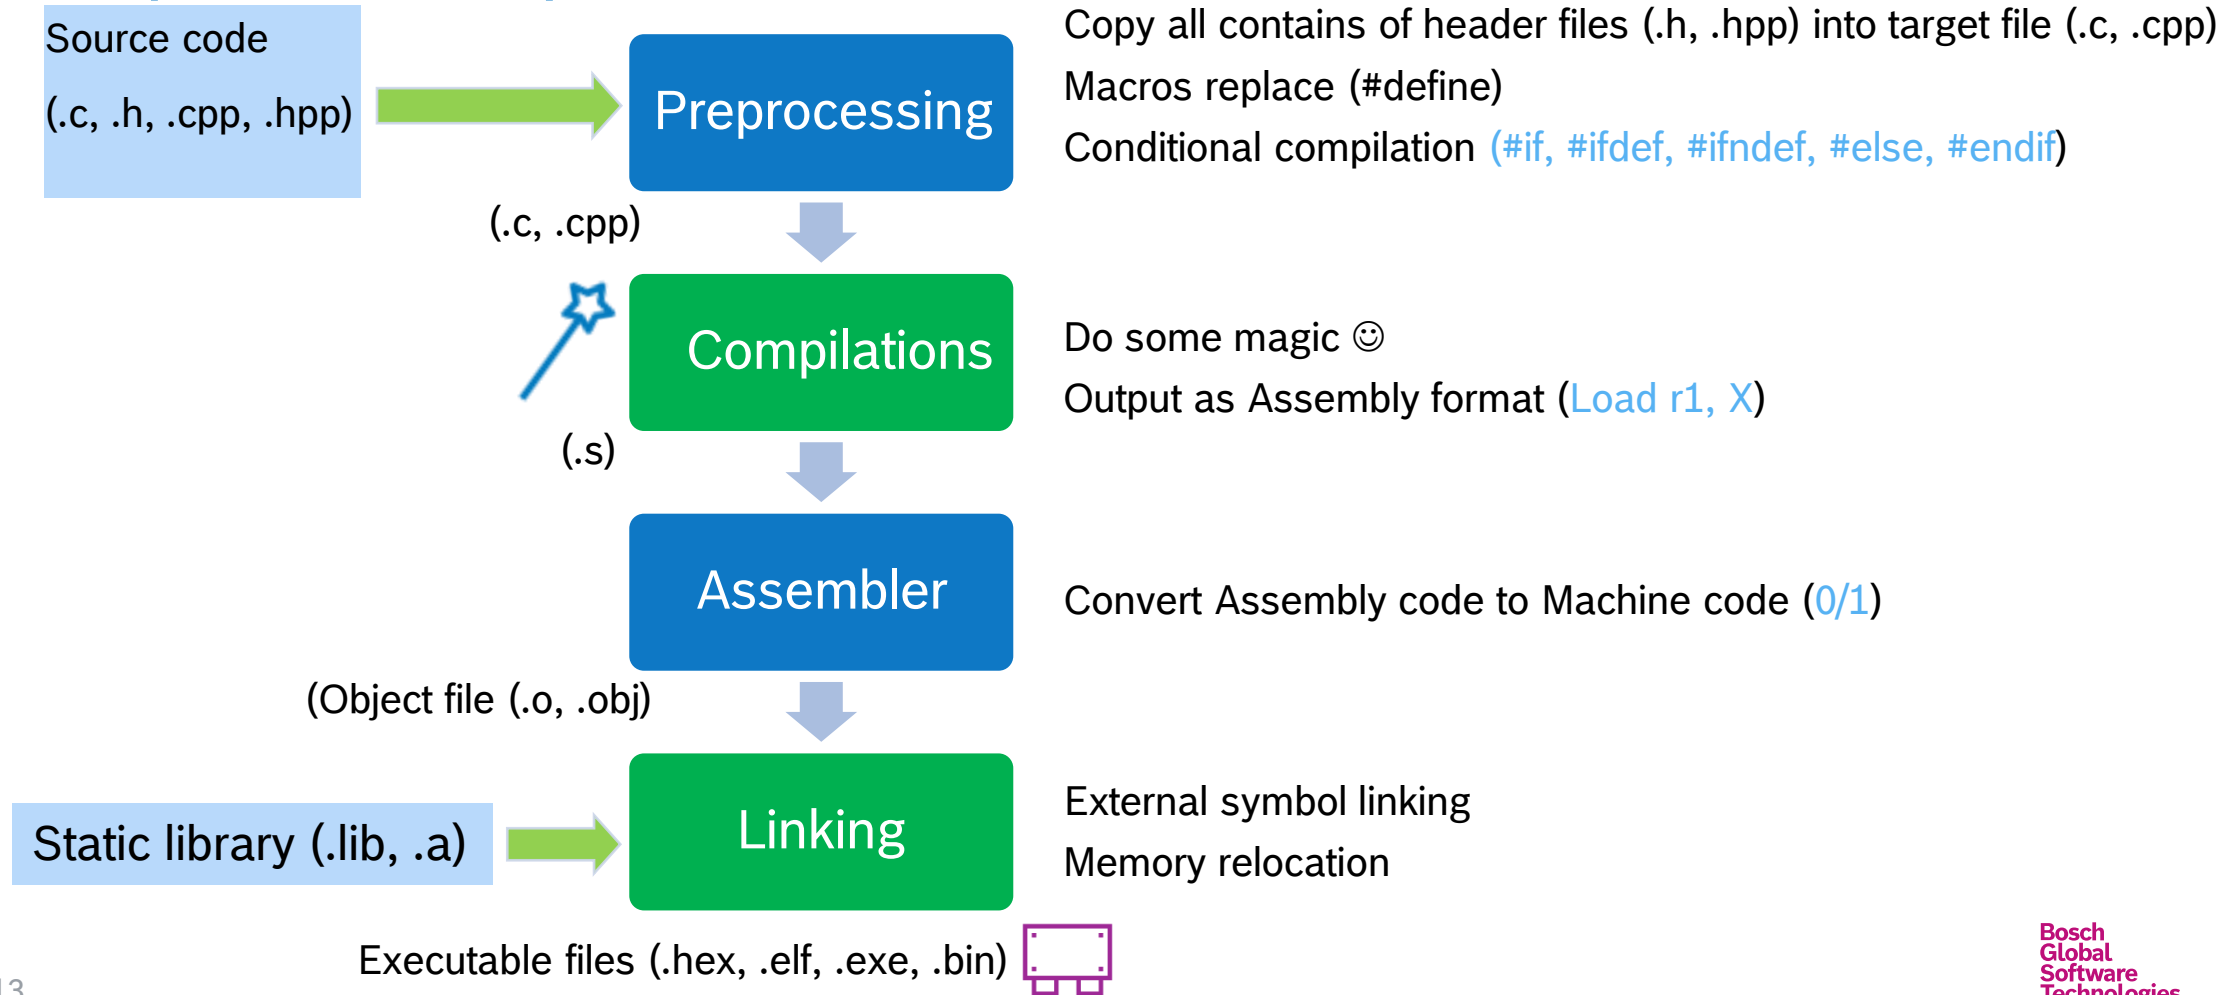 Source code
(.c, .h, .cpp, .hpp)
Preprocessing
Copy all contains of header files (.h, .hpp) into target file (.c, .cpp)
Macros replace (#define)
Conditional compilation (#if, #ifdef, #ifndef, #else, #endif)
(.c, .cpp)
Compilations
Do some magic ☺
Output as Assembly format (Load r1, X)
(.s)
Assembler
Convert Assembly code to Machine code (0/1)
(Object file (.o, .obj)
Static library (.lib, .a)
Linking
External symbol linking
Memory relocation
Executable files (.hex, .elf, .exe, .bin)
13
Bosch
Global
Software
Technologies